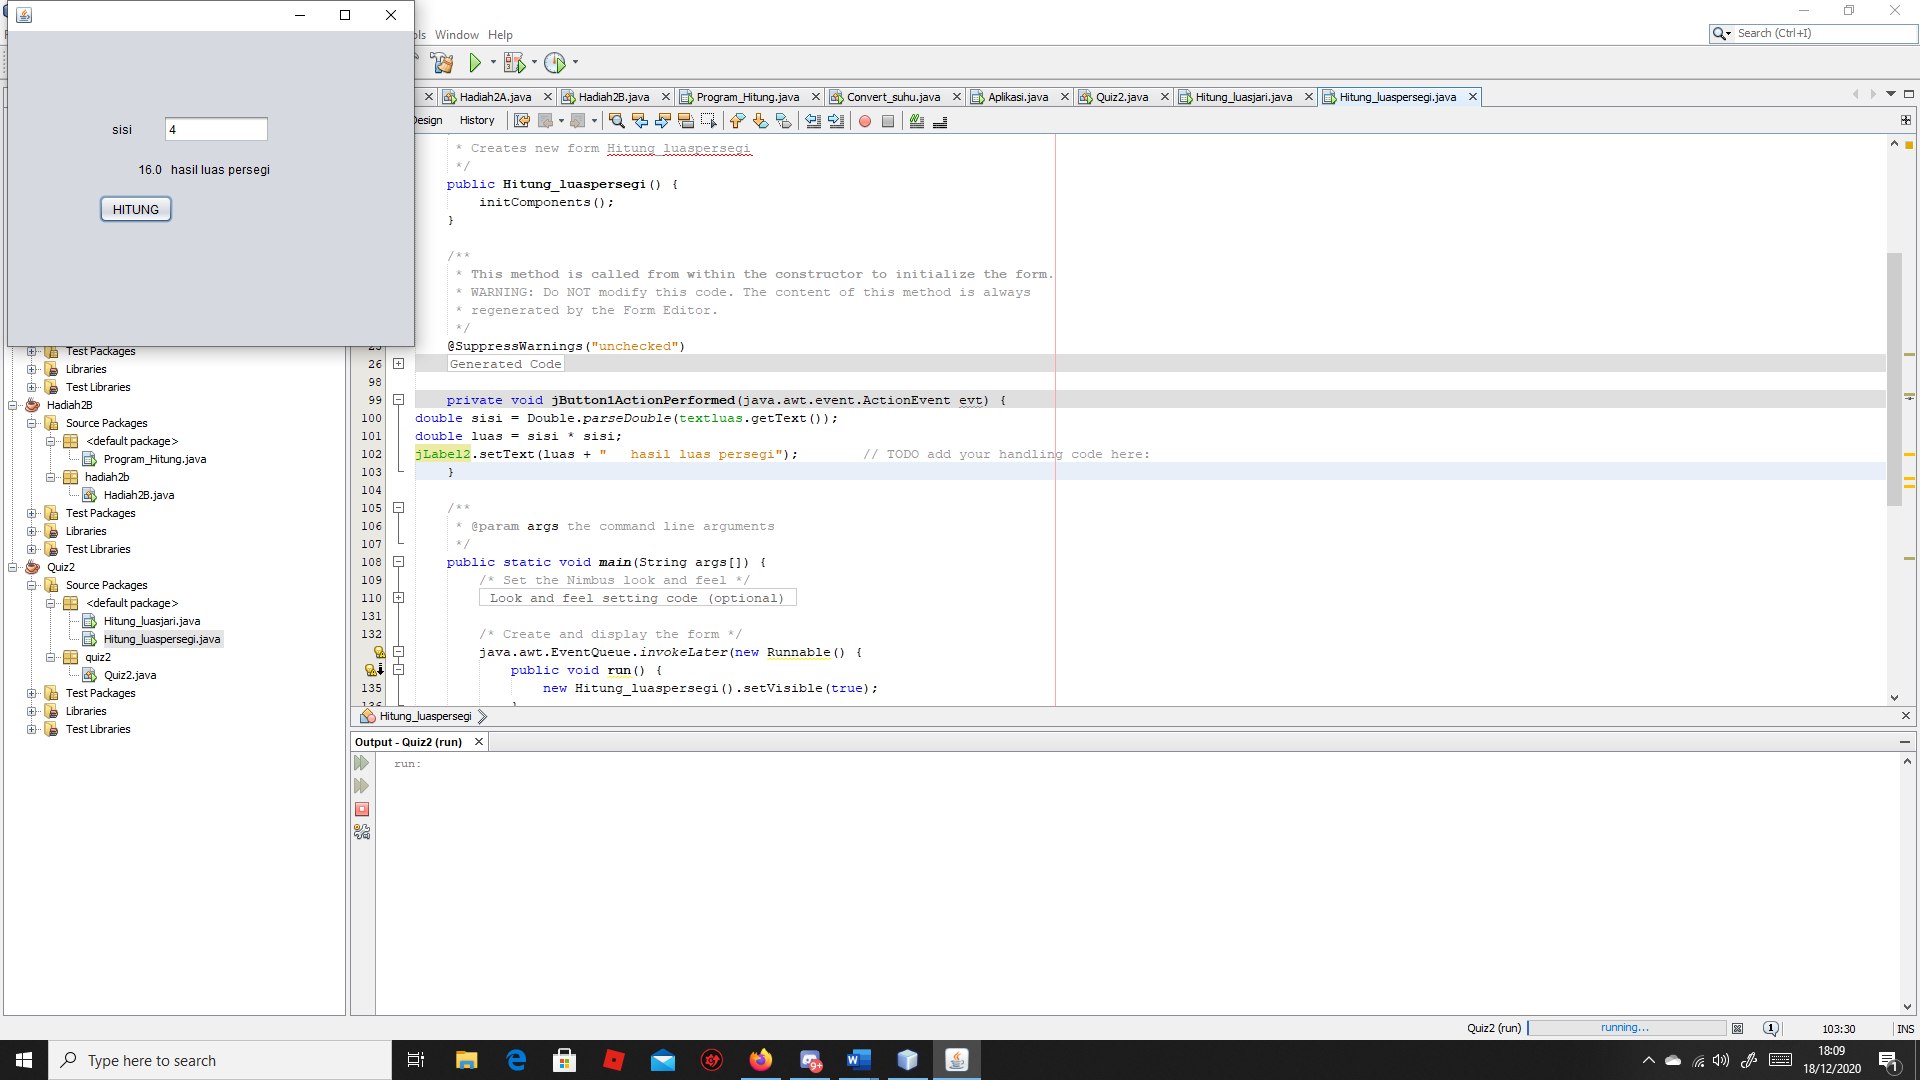 Window Help
Search (Ctrl+I)
Hadiah2A.java Hadiah2B.java Program_Hitung.java Convert_suhu.java Aplikasi.java Quiz2.java Hitung_luasjari.java Hitung_luaspersegi.java
History
sisi 4
16.0 hasil luas persegi
HITUNG
Test Packages
Libraries
Test Libraries
Hadiah2B
Source Packages
<default package>
Program_Hitung.java
hadiah2b
Hadiah2B.java
Test Packages
Libraries
Test Libraries
Quiz2
Source Packages
<default package>
Hitung_luasjari.java
Hitung_luaspersegi.java
quiz2
Quiz2.java
Test Packages
Libraries
Test Libraries
* Creates new form Hitung_luaspersegi
*/
public Hitung_luaspersegi() {
initComponents();
}
/**
* This method is called from within the constructor to initialize the form.
* WARNING: Do NOT modify this code. The content of this method is always
* regenerated by the Form Editor.
*/
@SuppressWarnings("unchecked")
26 Generated Code
98
99 private void jButton1ActionPerformed(java.awt.event.ActionEvent evt) {
100 double sisi = Double.parseDouble(textluas.getText());
101 double luas = sisi * sisi;
102 jLabel2.setText(luas + "   hasil luas persegi"); // TODO add your handling code here:
103 }
104
105 /**
106 * @param args the command line arguments
107 */
108 public static void main(String args[]) {
109 /* Set the Nimbus look and feel */
110 Look and feel setting code (optional)
131
132 /* Create and display the form */
java.awt.EventQueue.invokeLater(new Runnable() {
public void run() {
135 new Hitung_luaspersegi().setVisible(true);
Hitung_luaspersegi
Output - Quiz2 (run)
run:
Quiz2 (run) running... 1 103:30 INS
Type here to search
9+
18:09
18/12/2020
1